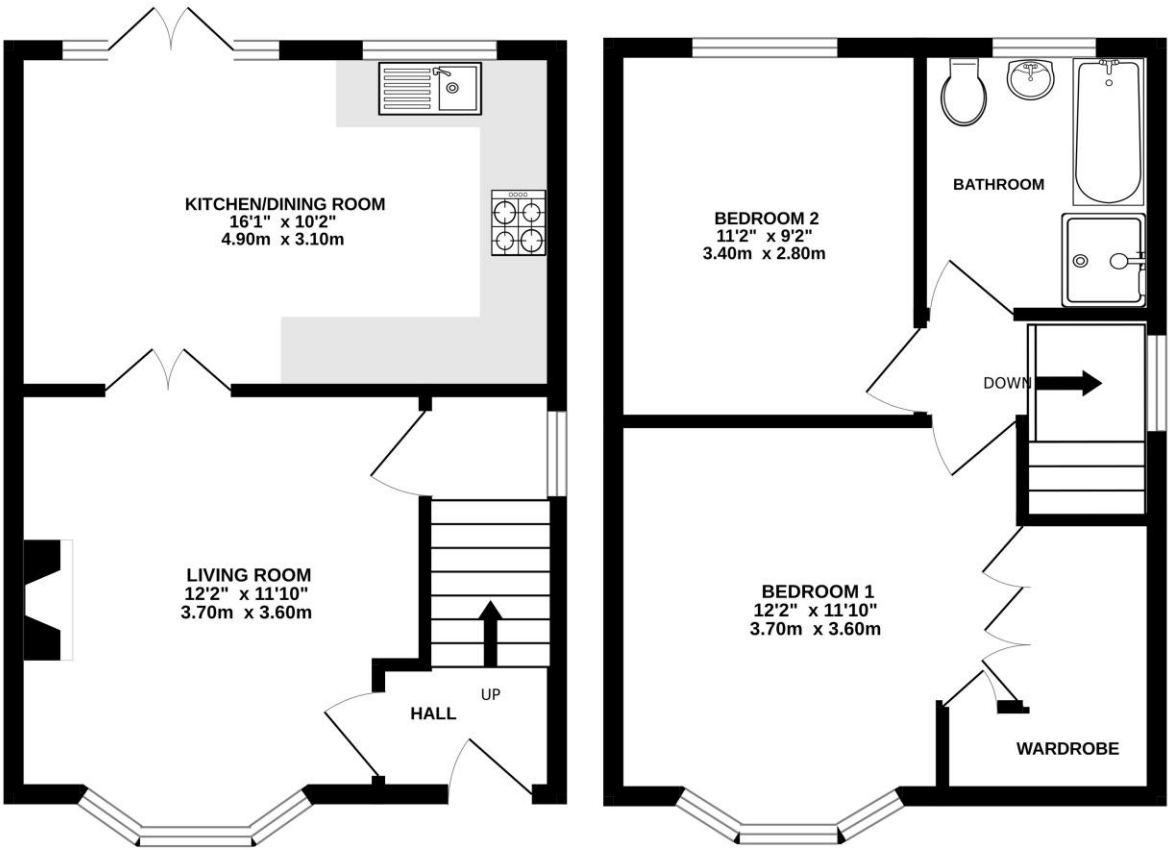 KITCHEN/DINING ROOM
16'1" x 10'2"
4.90m x 3.10m
LIVING ROOM
12'2" x 11'10"
3.70m x 3.60m
UP
HALL
BATHROOM
BEDROOM 2
11'2" x 9'2"
3.40m x 2.80m
DOWN
BEDROOM 1
12'2" x 11'10"
3.70m x 3.60m
WARDROBE